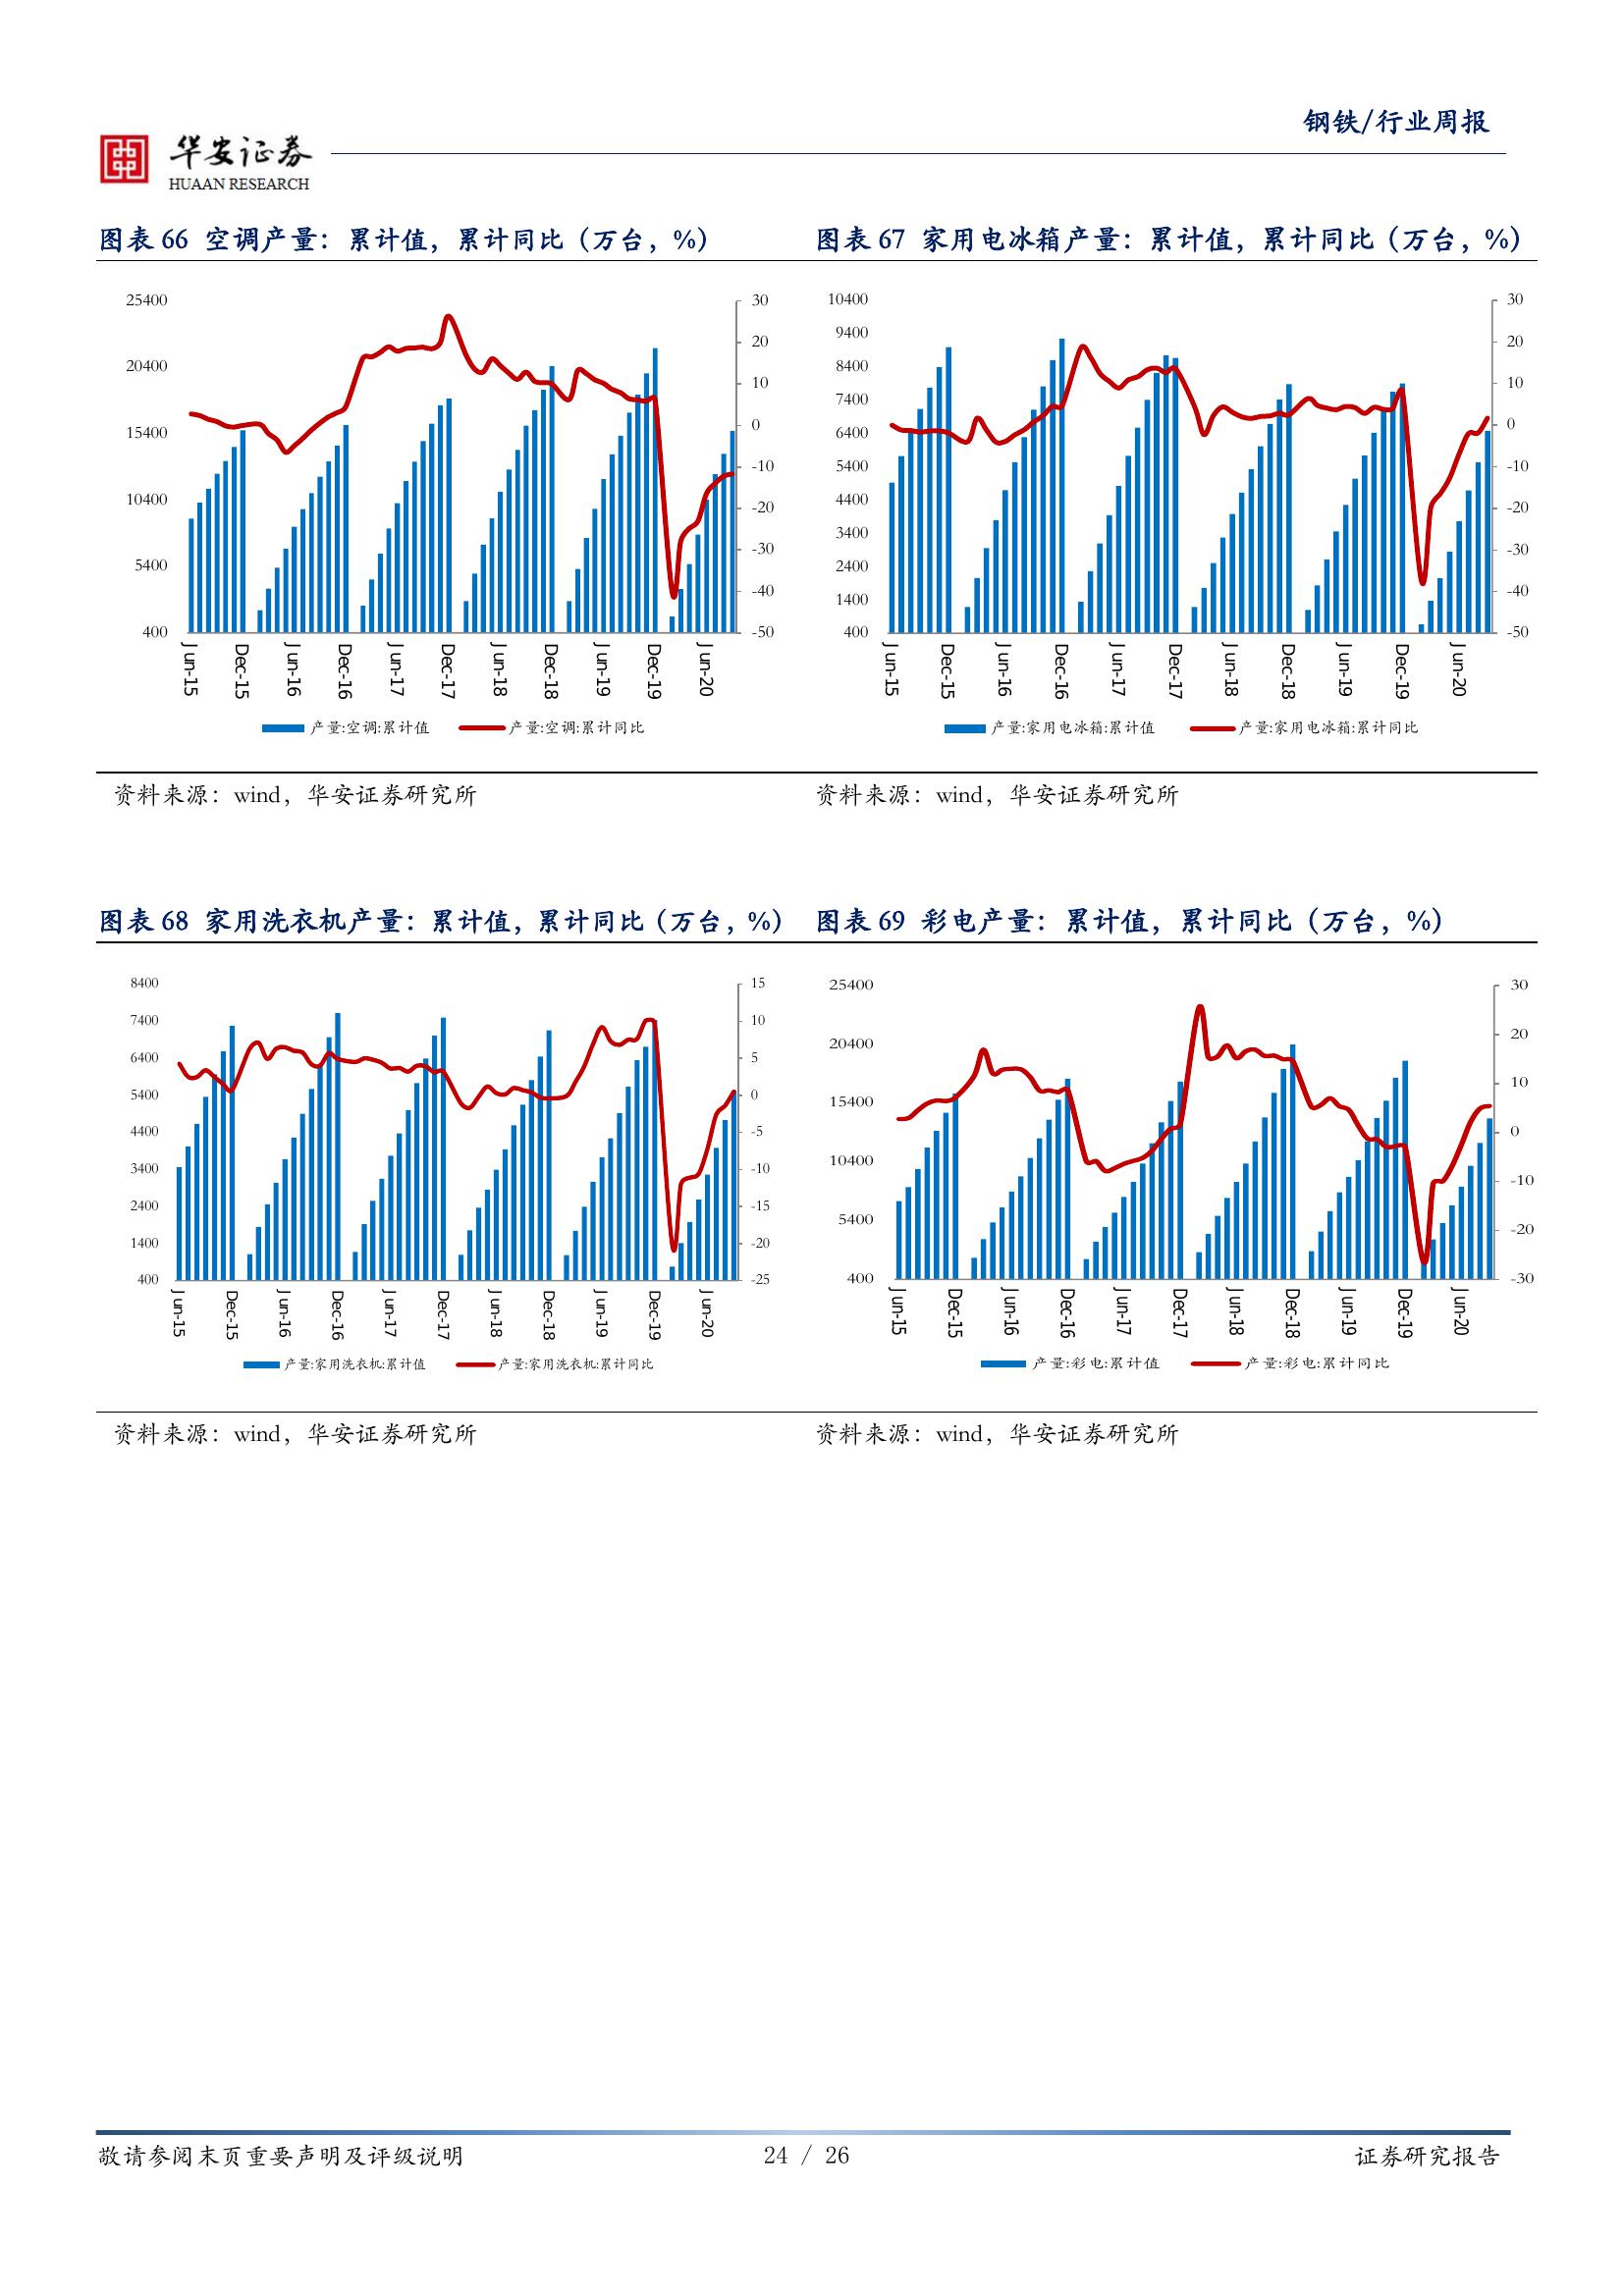 钢铁/行业周报
华安证券
HUAAN RESEARCH
图表 66 空调产量：累计值，累计同比（万台，%）
25400
20400
15400
10400
5400
400
30
20
10
0
-10
-20
-30
-40
-50
Jun-15
Dec-15
Jun-16
Dec-16
Jun-17
Dec-17
Jun-18
Dec-18
Jun-19
Dec-19
Jun-20
产量:空调:累计值
产量:空调:累计同比
资料来源：wind，华安证券研究所
图表 67 家用电冰箱产量：累计值，累计同比（万台，%）
10400
9400
8400
7400
6400
5400
4400
3400
2400
1400
400
30
20
10
0
-10
-20
-30
-40
-50
Jun-15
Dec-15
Jun-16
Dec-16
Jun-17
Dec-17
Jun-18
Dec-18
Jun-19
Dec-19
Jun-20
产量:家用电冰箱:累计值
产量:家用电冰箱:累计同比
资料来源：wind，华安证券研究所
图表 68 家用洗衣机产量：累计值，累计同比（万台，%）
8400
7400
6400
5400
4400
3400
2400
1400
400
15
10
5
0
-5
-10
-15
-20
-25
Jun-15
Dec-15
Jun-16
Dec-16
Jun-17
Dec-17
Jun-18
Dec-18
Jun-19
Dec-19
Jun-20
产量:家用洗衣机:累计值
产量:家用洗衣机:累计同比
资料来源：wind，华安证券研究所
图表 69 彩电产量：累计值，累计同比（万台，%）
25400
20400
15400
10400
5400
400
30
20
10
0
-10
-20
-30
Jun-15
Dec-15
Jun-16
Dec-16
Jun-17
Dec-17
Jun-18
Dec-18
Jun-19
Dec-19
Jun-20
产量:彩电:累计值
产量:彩电:累计同比
资料来源：wind，华安证券研究所
敬请参阅末页重要声明及评级说明
24 / 26
证券研究报告